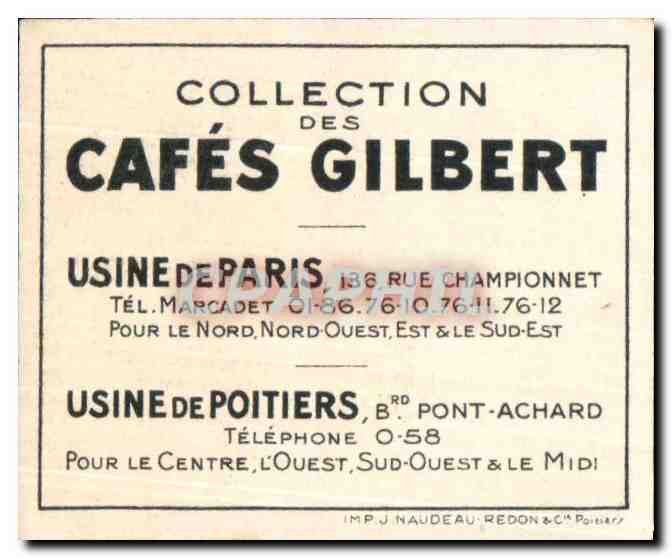 COLLECTION
DES
CAFÉS GILBERT
USINE DE PARIS, 136 RUE CHAMPIONNET
TÉL. MARCADET 01-86.76-10.76-11.76-12
POUR LE NORD, NORD-OUEST, EST & LE SUD-EST
USINE DE POITIERS, BRD. PONT-ACHARD
TÉLÉPHONE 0-58
POUR LE CENTRE, L'OUEST, SUD-OUEST & LE MIDI
IMP. J. NAUDEAU-REDON & Cie Poitiers